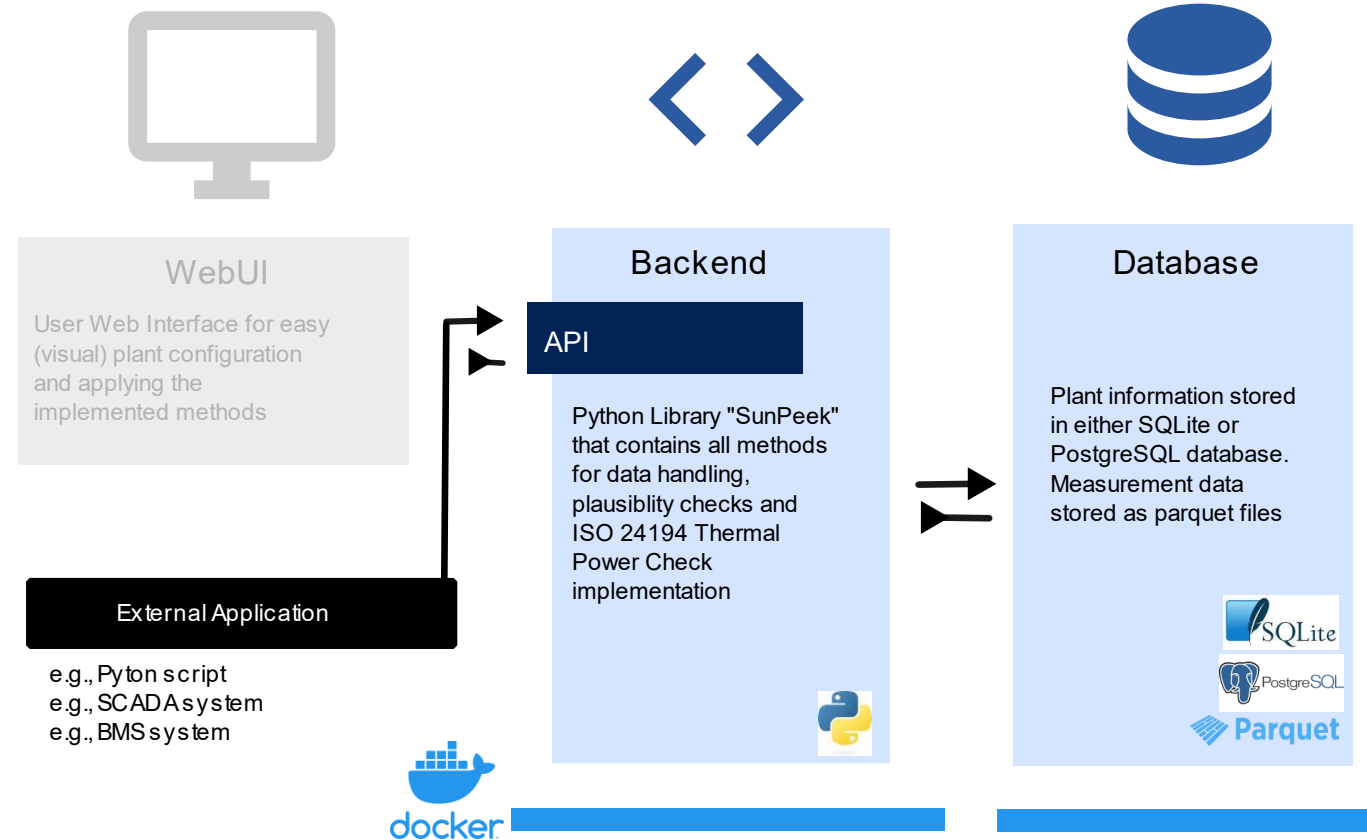 WebUI
User Web Interface for easy
(visual) plant configuration
and applying the
implemented methods
External Application
e.g., Pyton script
e.g., SCADA system
e.g., BMS system
Backend
API
Python Library "SunPeek"
that contains all methods
for data handling,
plausiblity checks and
ISO 24194 Thermal
Power Check
implementation
Database
Plant information stored
in either SQLite or
PostgreSQL database.
Measurement data
stored as parquet files
SQLite
PostgreSQL
Parquet
docker